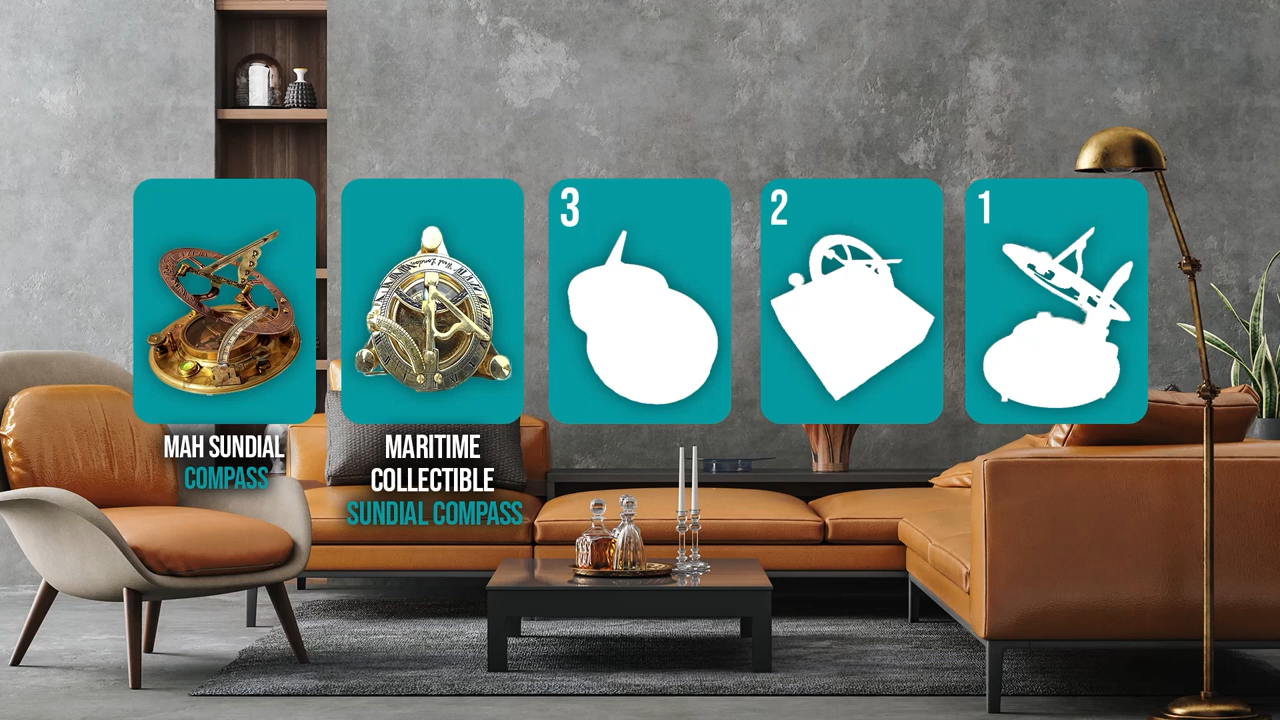 3
2
1
MAH SUNDIAL
COMPASS
MARITIME
COLLECTIBLE
SUNDIAL COMPASS